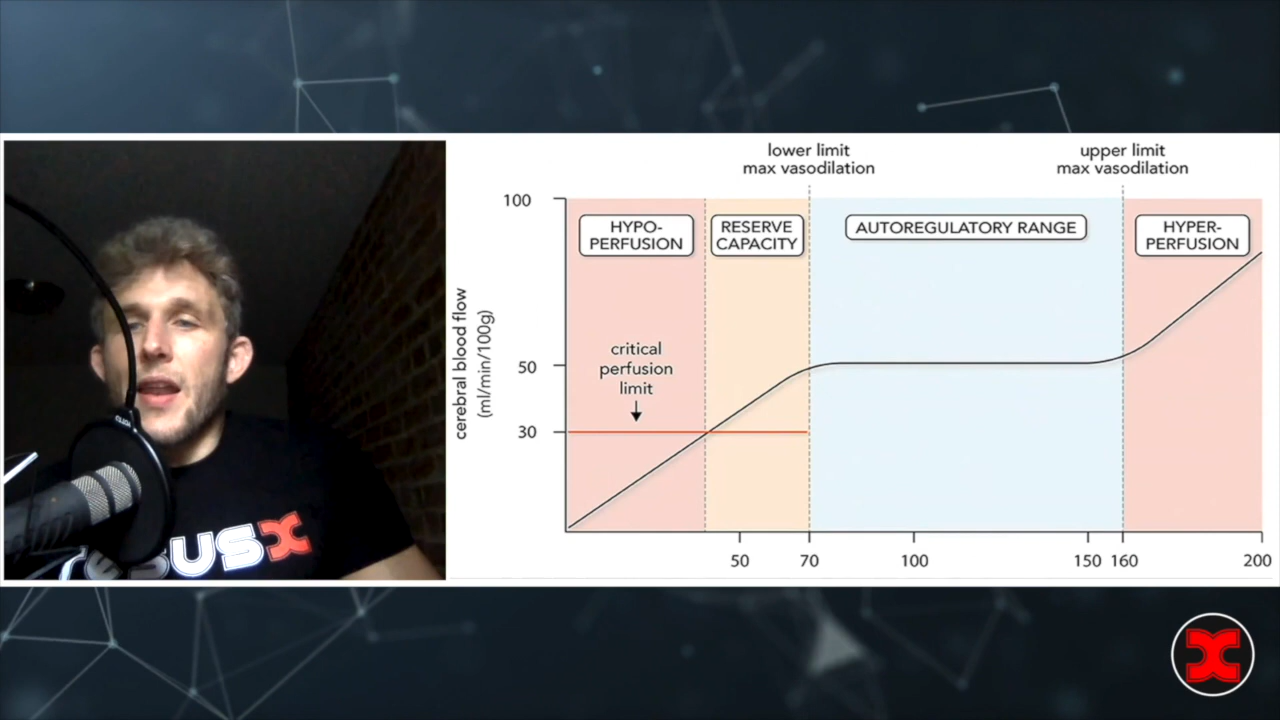 lower limit
max vasodilation
upper limit
max vasodilation
100
HYPO-
PERFUSION
RESERVE
CAPACITY
AUTOREGULATORY RANGE
HYPER-
PERFUSION
cerebral blood flow
(ml/min/100g)
critical
perfusion
limit
50
30
50
70
100
150
160
200
USX
X